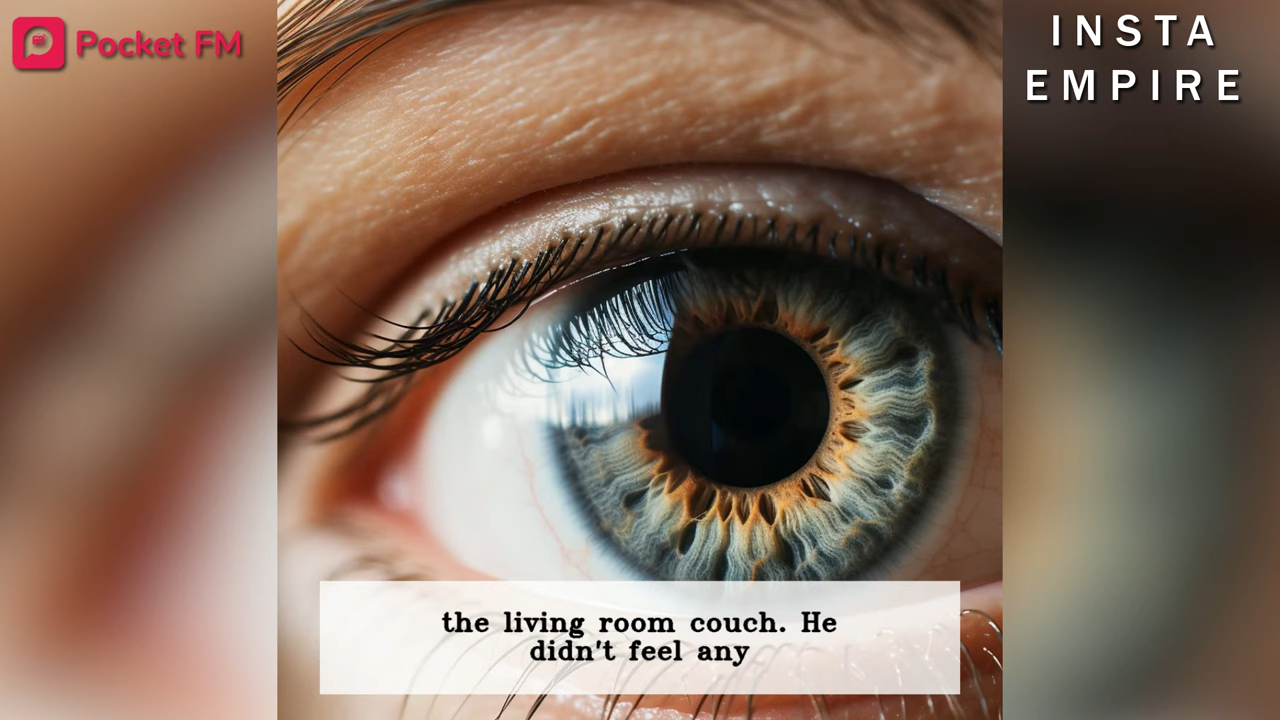 Pocket FM
INSTA
EMPIRE
the living room couch. He
didn't feel any